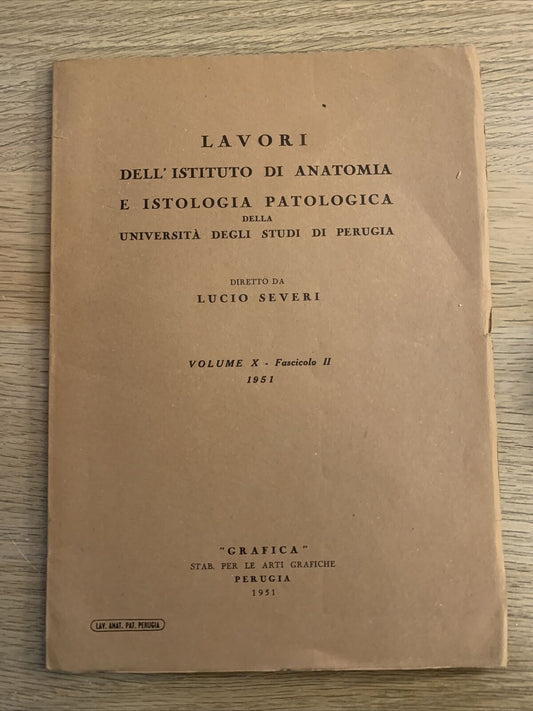 LAVORI
DELL' ISTITUTO DI ANATOMIA
E ISTOLOGIA PATOLOGICA
DELLA
UNIVERSITÀ DEGLI STUDI DI PERUGIA
DIRETTO DA
LUCIO SEVERI
VOLUME X - Fascicolo II
1951
"GRAFICA"
STAB. PER LE ARTI GRAFICHE
PERUGIA
1951
LAV. ANAT. PAT. PERUGIA